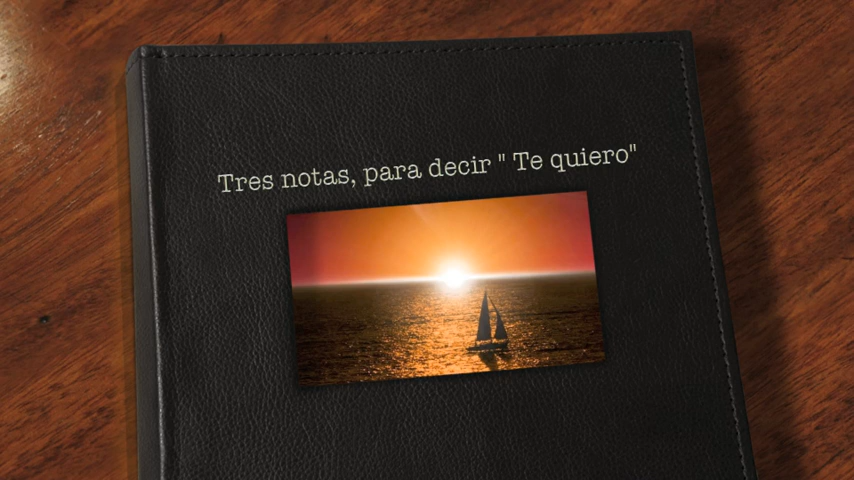 Tres notas, para decir " Te quiero"